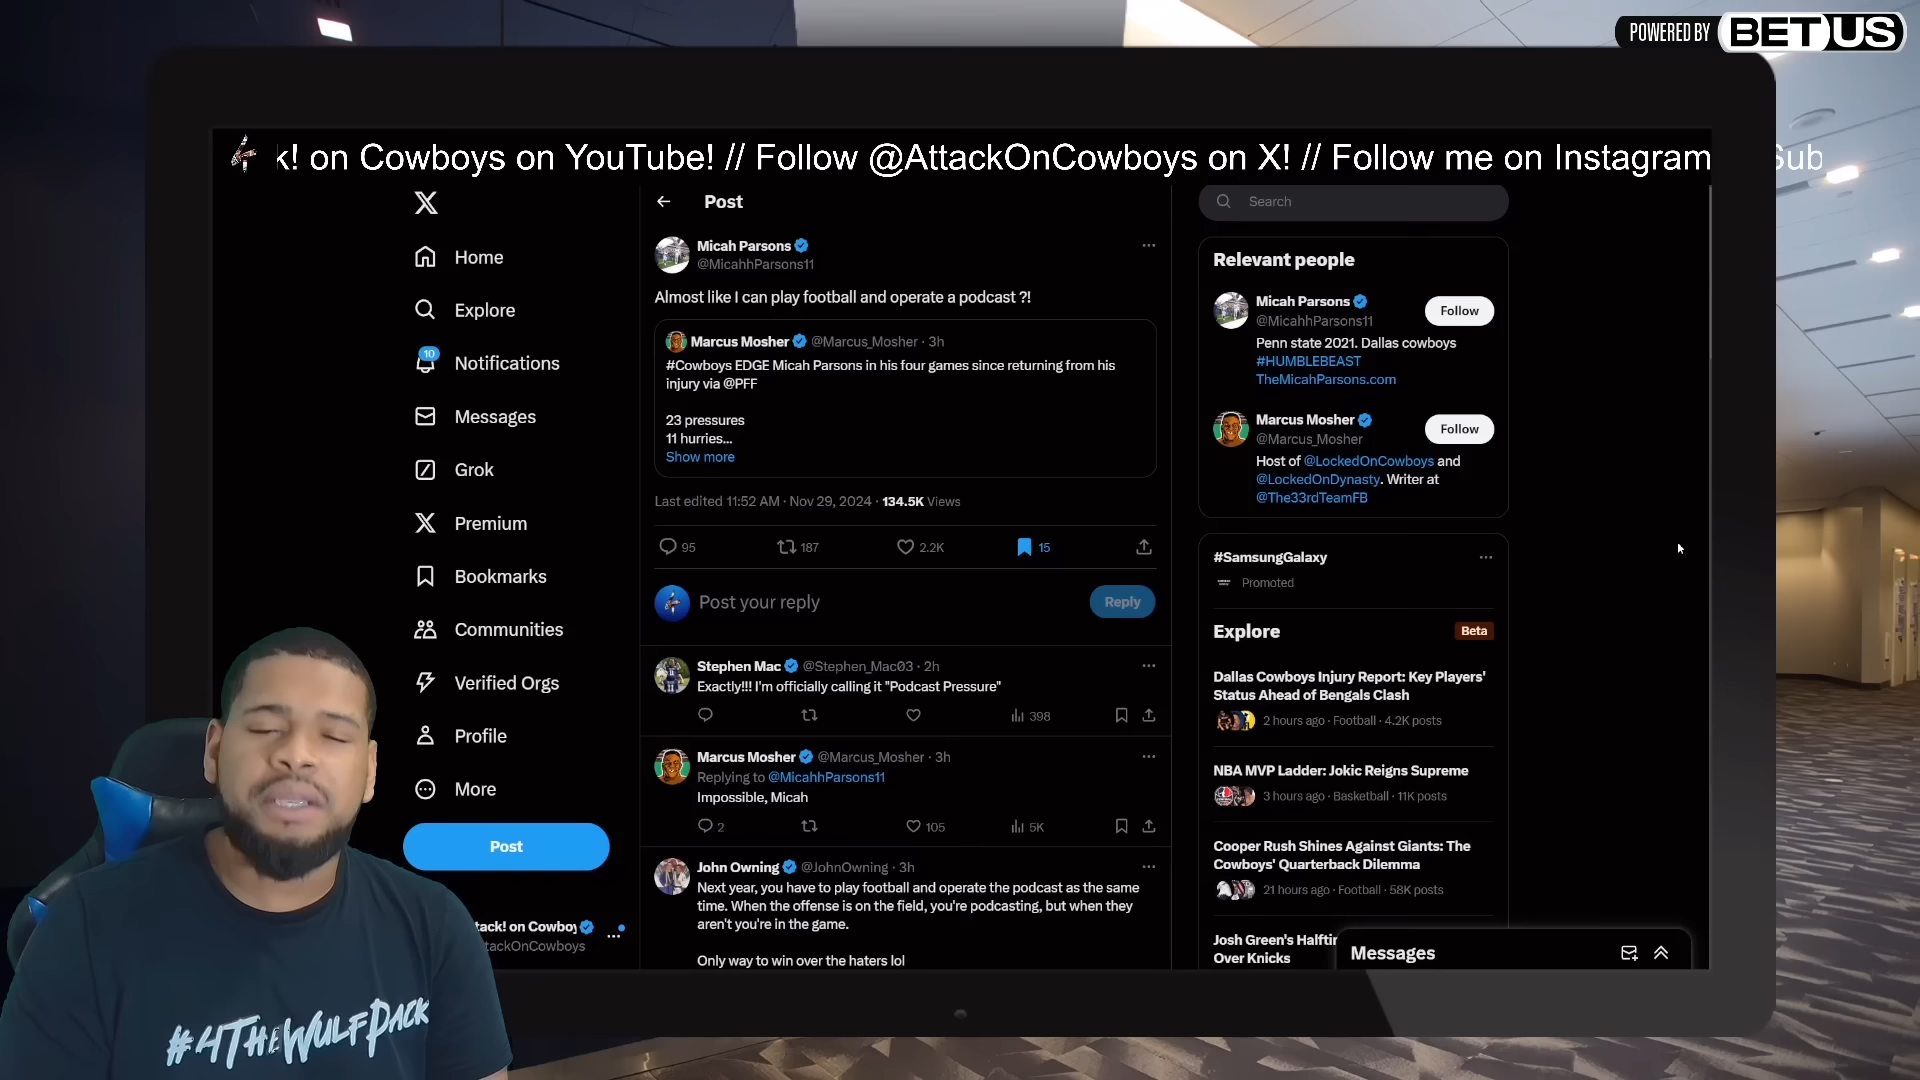 POWERED BY BETUS
k! on Cowboys on YouTube! // Follow @AttackOnCowboys on X! // Follow me on Instagram Sub
Home
Explore
10
Notifications
Messages
Grok
Premium
Bookmarks
Communities
Verified Orgs
Profile
More
Post
tack! on Cowboy
tackOnCowboys
...
Post
Micah Parsons
@MicahhParsons11
Almost like I can play football and operate a podcast ?!
Marcus Mosher @Marcus_Mosher · 3h
#Cowboys EDGE Micah Parsons in his four games since returning from his
injury via @PFF
23 pressures
11 hurries...
Show more
Last edited 11:52 AM · Nov 29, 2024 · 134.5K Views
95 187 2.2K 15
Post your reply
Reply
Stephen Mac @Stephen_Mac03 · 2h
Exactly!!! I'm officially calling it "Podcast Pressure"
398
Marcus Mosher @Marcus_Mosher · 3h
Replying to @MicahhParsons11
Impossible, Micah
2 105 5K
John Owning @JohnOwning · 3h
Next year, you have to play football and operate the podcast as the same
time. When the offense is on the field, you're podcasting, but when they
aren't you're in the game.
Only way to win over the haters lol
Search
Relevant people
Micah Parsons
@MicahhParsons11
Follow
Penn state 2021. Dallas cowboys
#HUMBLEBEAST
TheMicahParsons.com
Marcus Mosher
@Marcus_Mosher
Follow
Host of @LockedOnCowboys and
@LockedOnDynasty. Writer at
@The33rdTeamFB
#SamsungGalaxy
Promoted
Explore
Beta
Dallas Cowboys Injury Report: Key Players'
Status Ahead of Bengals Clash
2 hours ago · Football · 4.2K posts
NBA MVP Ladder: Jokic Reigns Supreme
3 hours ago · Basketball · 11K posts
Cooper Rush Shines Against Giants: The
Cowboys' Quarterback Dilemma
21 hours ago · Football · 58K posts
Josh Green's Halftin
Over Knicks
Messages
#4THEWULFPACK